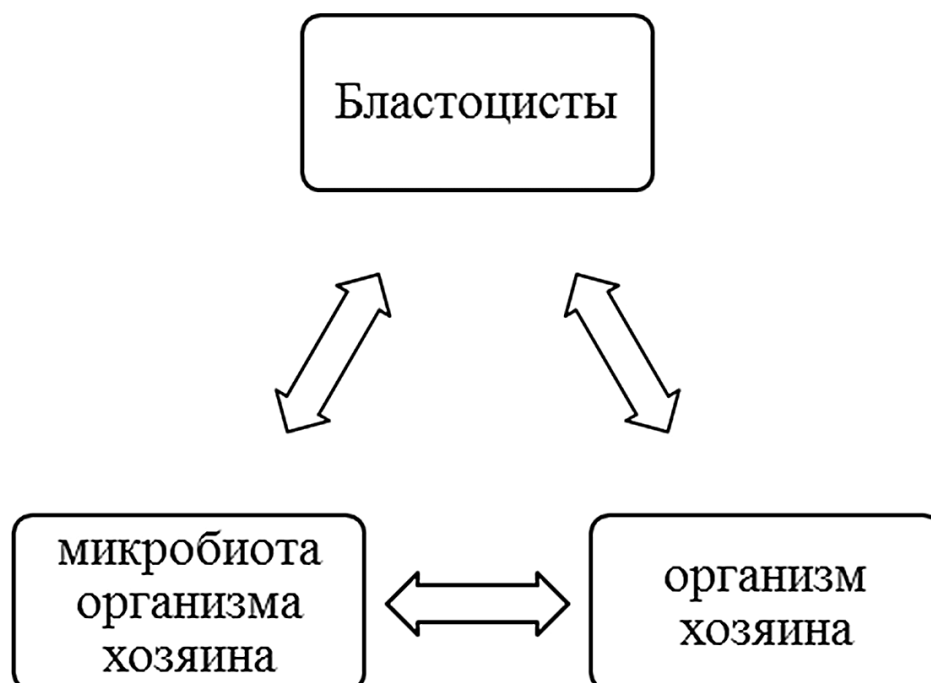 Бластоцисты
микробиота
организма
хозяина
организм
хозяина